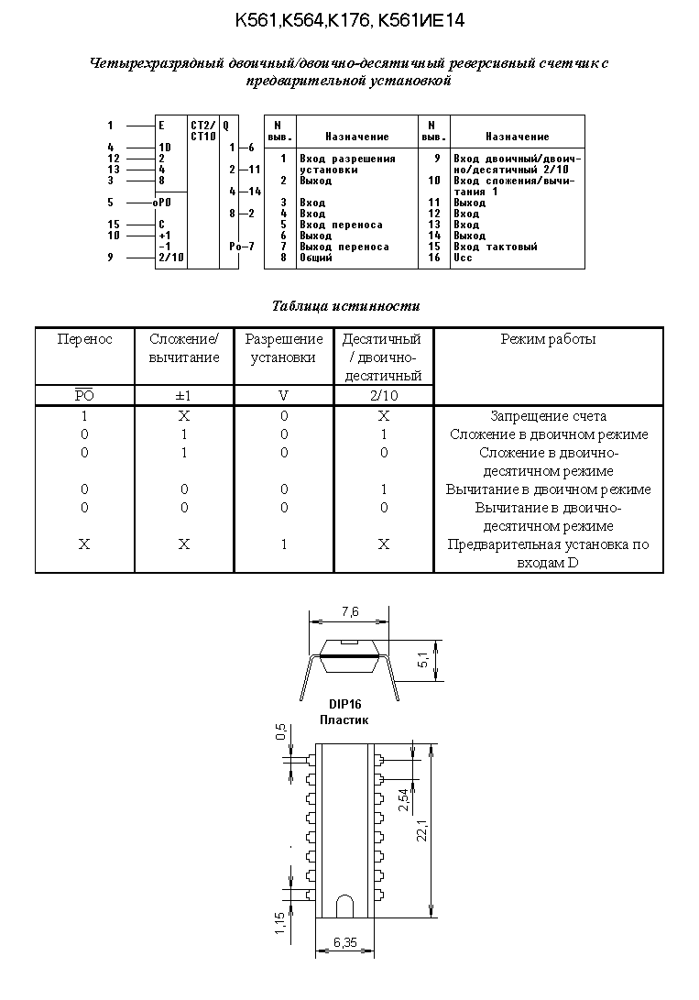 К561,К564,К176, К561ИЕ14
Четырехразрядный двоичный/двоично-десятичный реверсивный счетчик с
предварительной установкой
1 E CT2/ Q
CT10
4 1D 1 6
12 2
13 4 2 11
3 8
4 14
5 P0
8 2
15 C
10 +1
-1 Po 7
9 2/10
N
выв. Назначение
1 Вход разрешения
установки
2 Выход
3 Вход
4 Вход
5 Вход переноса
6 Выход
7 Выход переноса
8 Общий
N
выв. Назначение
9 Вход двоичный/двоич-
но/десятичный 2/10
10 Вход сложения/вычи-
тания 1
11 Выход
12 Вход
13 Вход
14 Выход
15 Вход тактовый
16 Ucc
Таблица истинности
Перенос Сложение/ Разрешение Десятичный Режим работы
вычитание установки / двоично-
десятичный
PO ±1 V 2/10
1 X 0 X Запрещение счета
0 1 0 1 Сложение в двоичном режиме
0 1 0 0 Сложение в двоично-
десятичном режиме
0 0 0 1 Вычитание в двоичном режиме
0 0 0 0 Вычитание в двоично-
десятичном режиме
X X 1 X Предварительная установка по
входам D
7,6
5,1
DIP16
Пластик
0,5
2,54
22,1
1,15
6,35